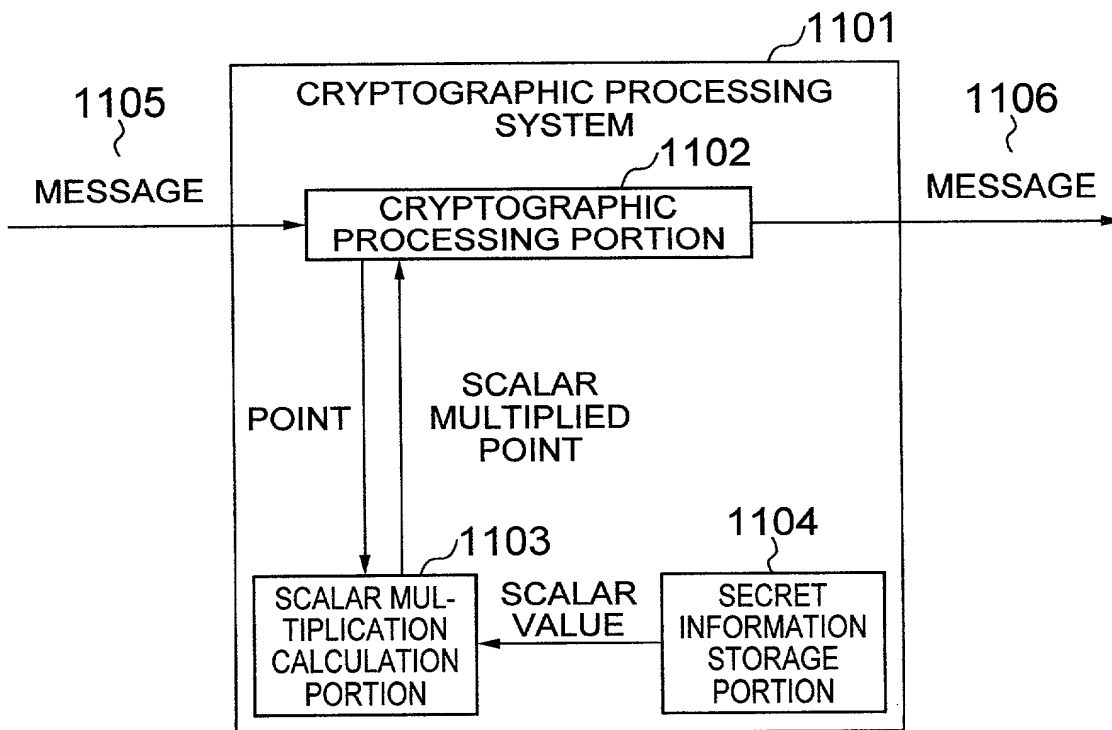 1101
CRYPTOGRAPHIC PROCESSING
SYSTEM
1105
MESSAGE
1106
MESSAGE
1102
CRYPTOGRAPHIC
PROCESSING PORTION
POINT
SCALAR
MULTIPLIED
POINT
1103
SCALAR MUL-
TIPLICATION
CALCULATION
PORTION
SCALAR
VALUE
1104
SECRET
INFORMATION
STORAGE
PORTION